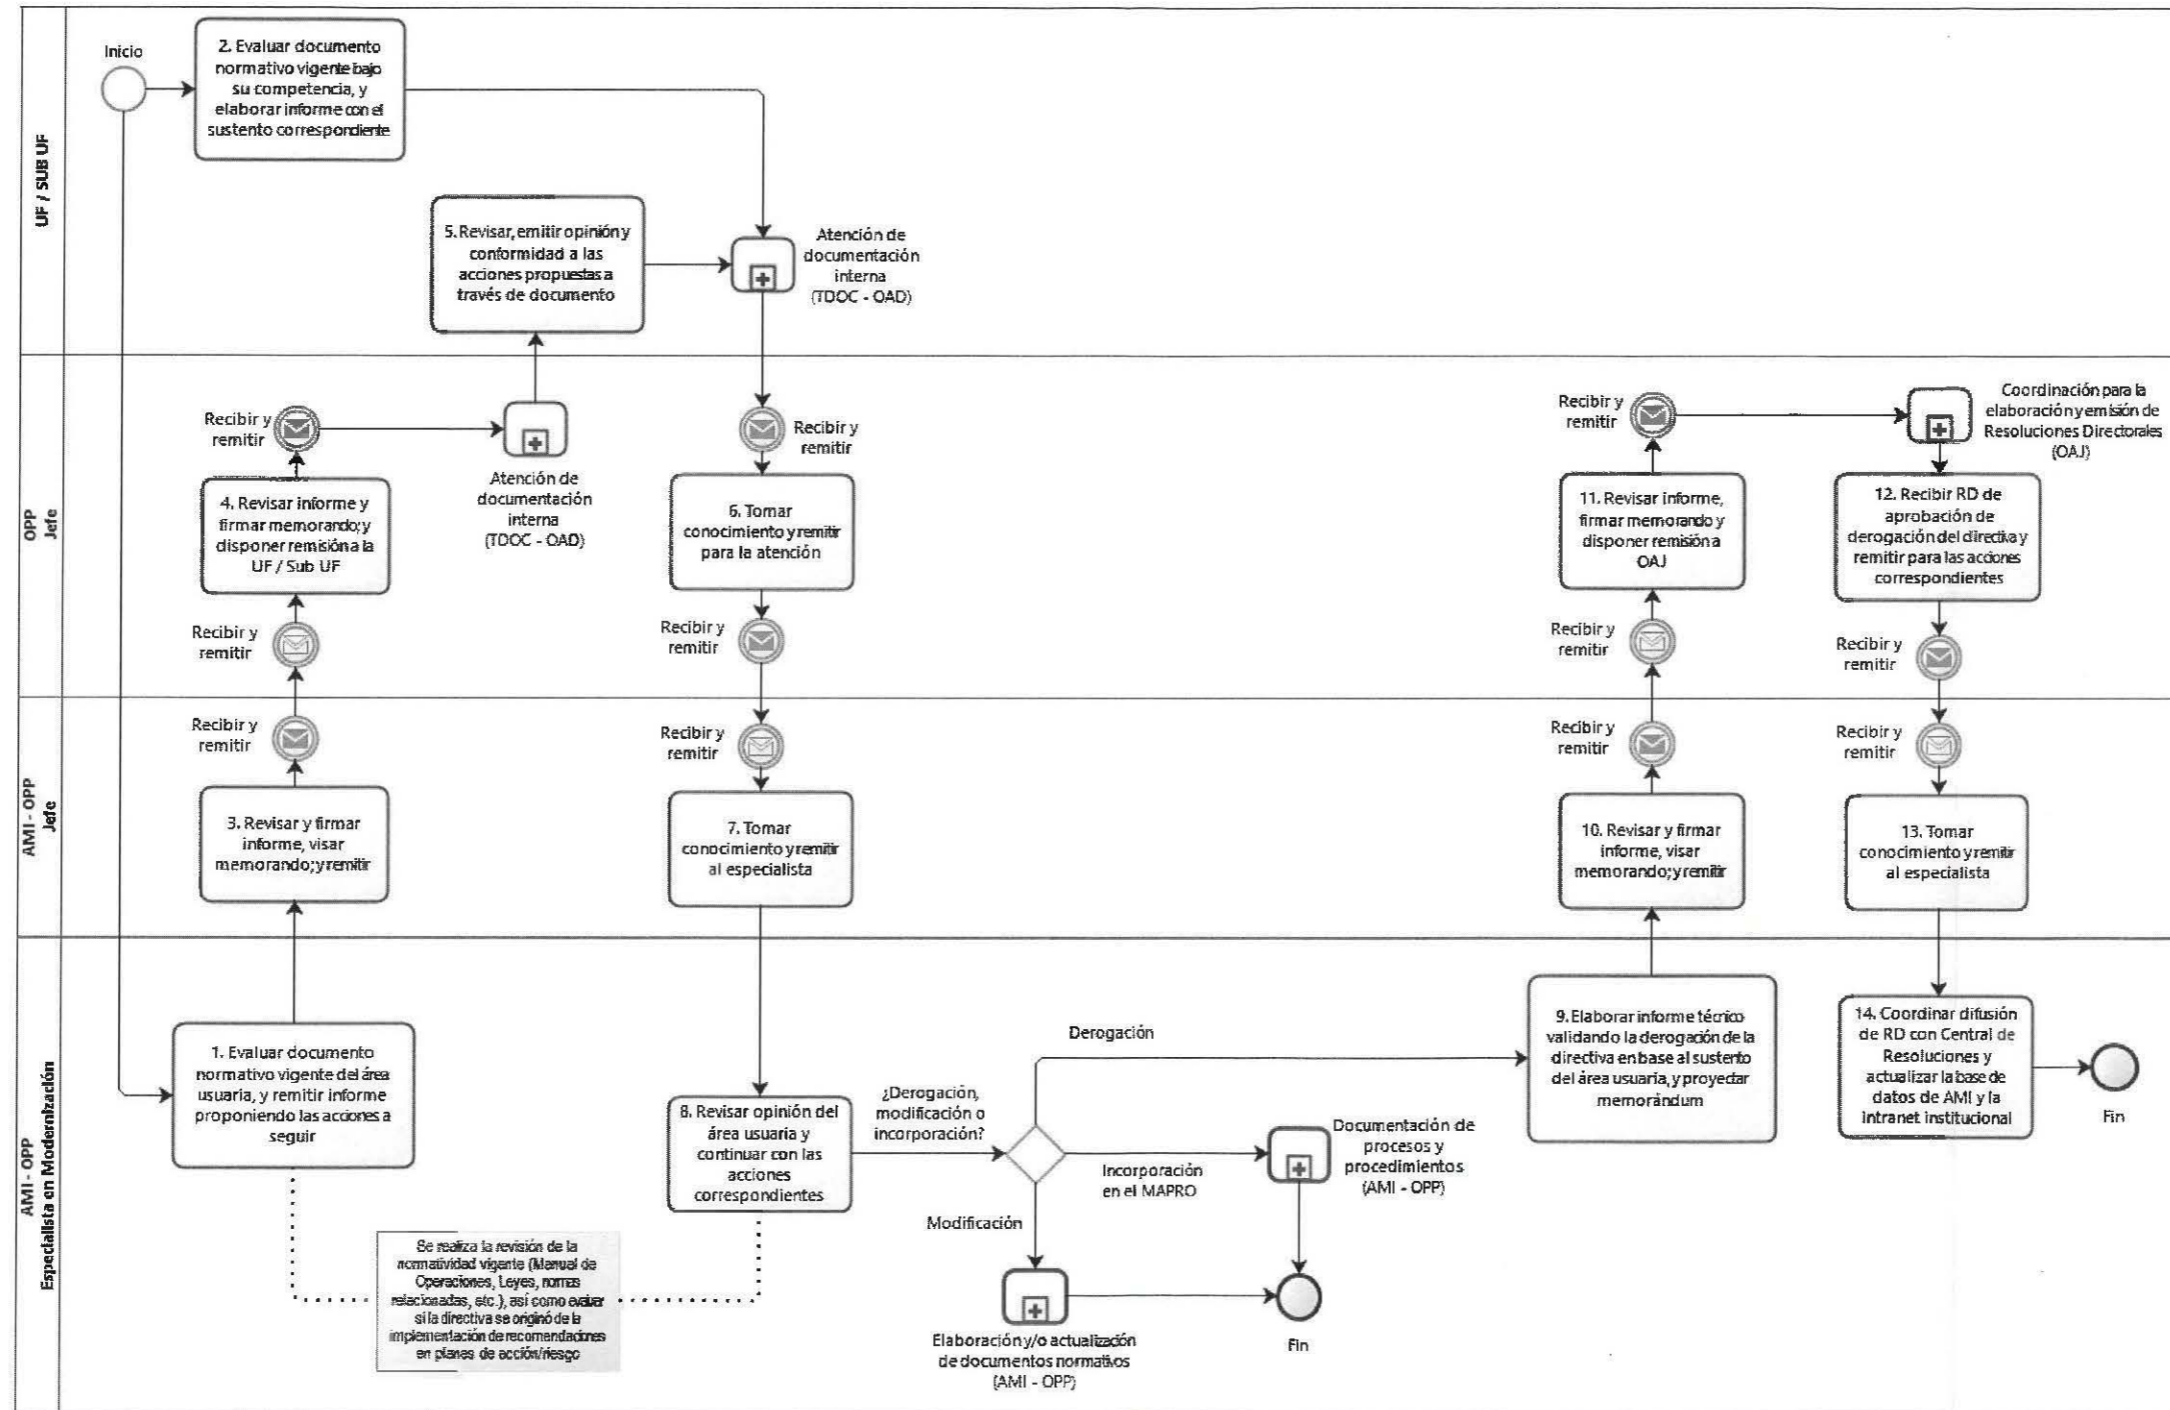 UF / SUB UF
Inicio
2. Evaluar documento
normativo vigente bajo
su competencia, y
elaborar informe con el
sustento correspondiente
5. Revisar, emitir opinión y
conformidad a las
acciones propuestas a
través de documento
Atención de
documentación
interna
(TDOC - OAD)
OPP
Jefe
Recibir y
remitir
4. Revisar informe y
firmar memorando; y
disponer remisión a la
UF / Sub UF
Recibir y
remitir
Atención de
documentación
interna
(TDOC - OAD)
Recibir y
remitir
6. Tomar
conocimiento y remitir
para la atención
Recibir y
remitir
Recibir y
remitir
11. Revisar informe,
firmar memorando y
disponer remisión a
OAJ
Recibir y
remitir
Coordinación para la
elaboración y emisión de
Resoluciones Directorales
(OAJ)
12. Recibir RD de
aprobación de
derogación del directiva y
remitir para las acciones
correspondientes
Recibir y
remitir
AMI - OPP
Jefe
Recibir y
remitir
3. Revisar y firmar
informe, visar
memorando; y remitir
Recibir y
remitir
7. Tomar
conocimiento y remitir
al especialista
Recibir y
remitir
10. Revisar y firmar
informe, visar
memorando; y remitir
Recibir y
remitir
13. Tomar
conocimiento y remitir
al especialista
AMI - OPP
Especialista en Modernización
1. Evaluar documento
normativo vigente del área
usuaria, y remitir informe
proponiendo las acciones a
seguir
Se realiza la revisión de la
normatividad vigente (Manual de
Operaciones, Leyes, normas
relacionadas, etc.), así como evaluar
si la directiva se originó de la
implementación de recomendaciones
en planes de acción/riesgo
8. Revisar opinión del
área usuaria y
continuar con las
acciones
correspondientes
¿Derogación,
modificación o
incorporación?
Derogación
Incorporación
en el MAPRO
Modificación
Documentación de
procesos y
procedimientos
(AMI - OPP)
Elaboración y/o actualización
de documentos normativos
(AMI - OPP)
Fin
9. Elaborar informe técnico
validando la derogación de la
directiva en base al sustento
del área usuaria, y proyectar
memorándum
14. Coordinar difusión
de RD con Central de
Resoluciones y
actualizar la base de
datos de AMI y la
intranet institucional
Fin